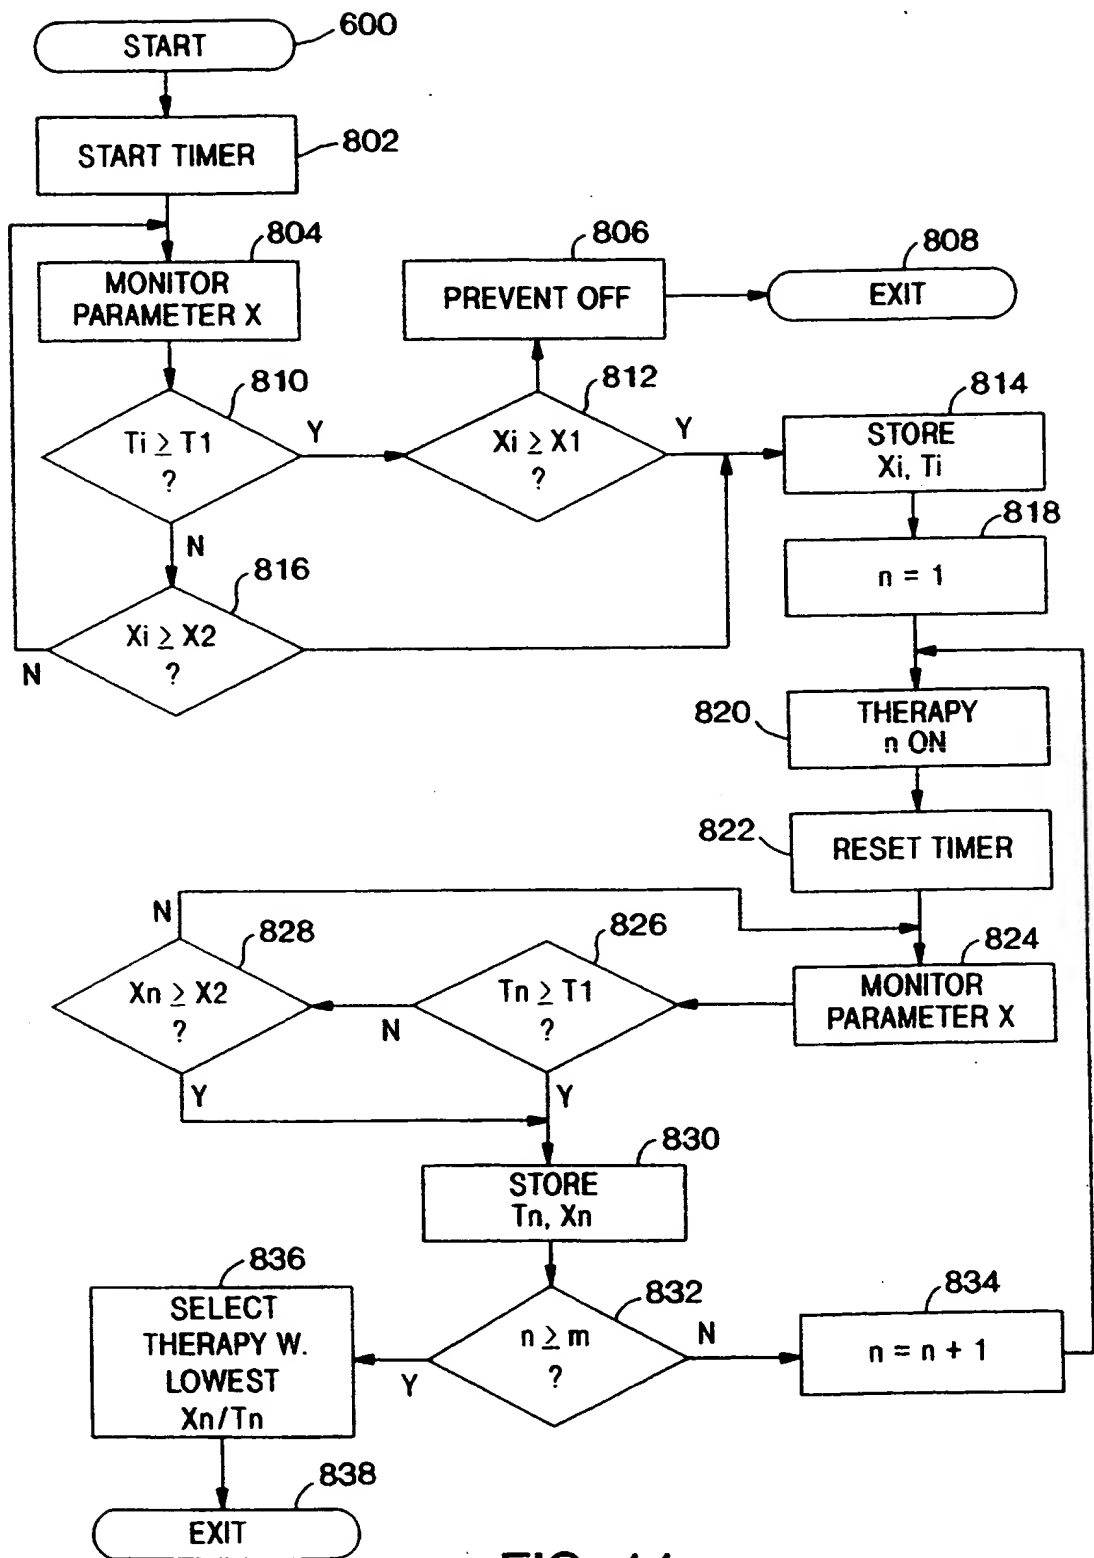 START
600
START TIMER
802
804
MONITOR
PARAMETER X
806
PREVENT OFF
808
EXIT
810
Ti ≥ T1
?
Y
N
812
Xi ≥ X1
?
Y
814
STORE
Xi, Ti
816
Xi ≥ X2
?
N
818
n = 1
820
THERAPY
n ON
822
RESET TIMER
824
MONITOR
PARAMETER X
826
Tn ≥ T1
?
N
Y
828
Xn ≥ X2
?
N
Y
830
STORE
Tn, Xn
832
n ≥ m
?
N
Y
834
n = n + 1
836
SELECT
THERAPY W.
LOWEST
Xn/Tn
838
EXIT